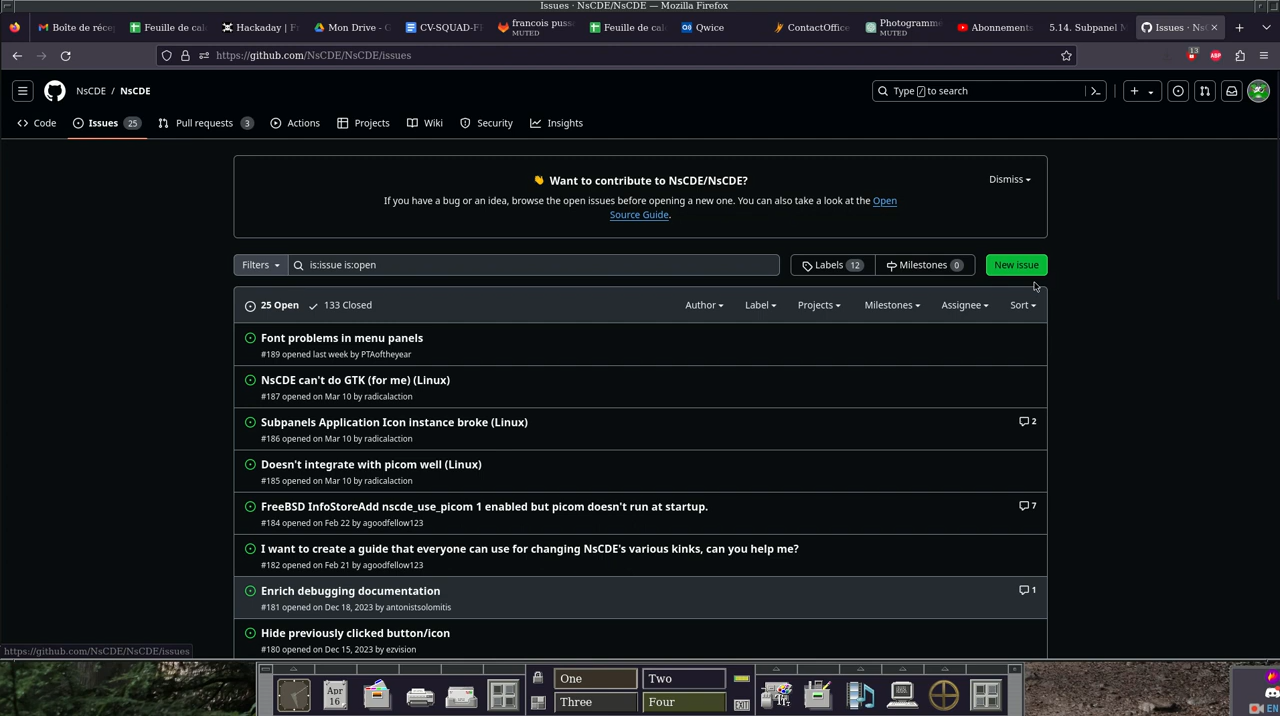 Issues · NsCDE/NsCDE — Mozilla Firefox
Boîte de réce
Feuille de calc
Hackaday | Fr
Mon Drive - G
CV-SQUAD-F
francois puss
MUTED
Feuille de calc
Qwice
ContactOffice
Photogramme
MUTED
Abonnements
5.14. Subpanel M
Issues · NsC
https://github.com/NsCDE/NsCDE/issues
13
ABP
NsCDE / NsCDE
Type / to search
Code
Issues 25
Pull requests 3
Actions
Projects
Wiki
Security
Insights
Want to contribute to NsCDE/NsCDE?
Dismiss
If you have a bug or an idea, browse the open issues before opening a new one. You can also take a look at the Open
Source Guide.
Filters
is:issue is:open
Labels 12
Milestones 0
New issue
25 Open
133 Closed
Author
Label
Projects
Milestones
Assignee
Sort
Font problems in menu panels
#189 opened last week by PTAoftheyear
NsCDE can't do GTK (for me) (Linux)
#187 opened on Mar 10 by radicalaction
Subpanels Application Icon instance broke (Linux)
2
#186 opened on Mar 10 by radicalaction
Doesn't integrate with picom well (Linux)
#185 opened on Mar 10 by radicalaction
FreeBSD InfoStoreAdd nscde_use_picom 1 enabled but picom doesn't run at startup.
7
#184 opened on Feb 22 by agoodfellow123
I want to create a guide that everyone can use for changing NsCDE's various kinks, can you help me?
#182 opened on Feb 21 by agoodfellow123
Enrich debugging documentation
1
#181 opened on Dec 18, 2023 by antonistsolomitis
Hide previously clicked button/icon
#180 opened on Dec 15, 2023 by ezvision
https://github.com/NsCDE/NsCDE/issues
Apr
16
One
Two
Three
Four
EXIT
EN